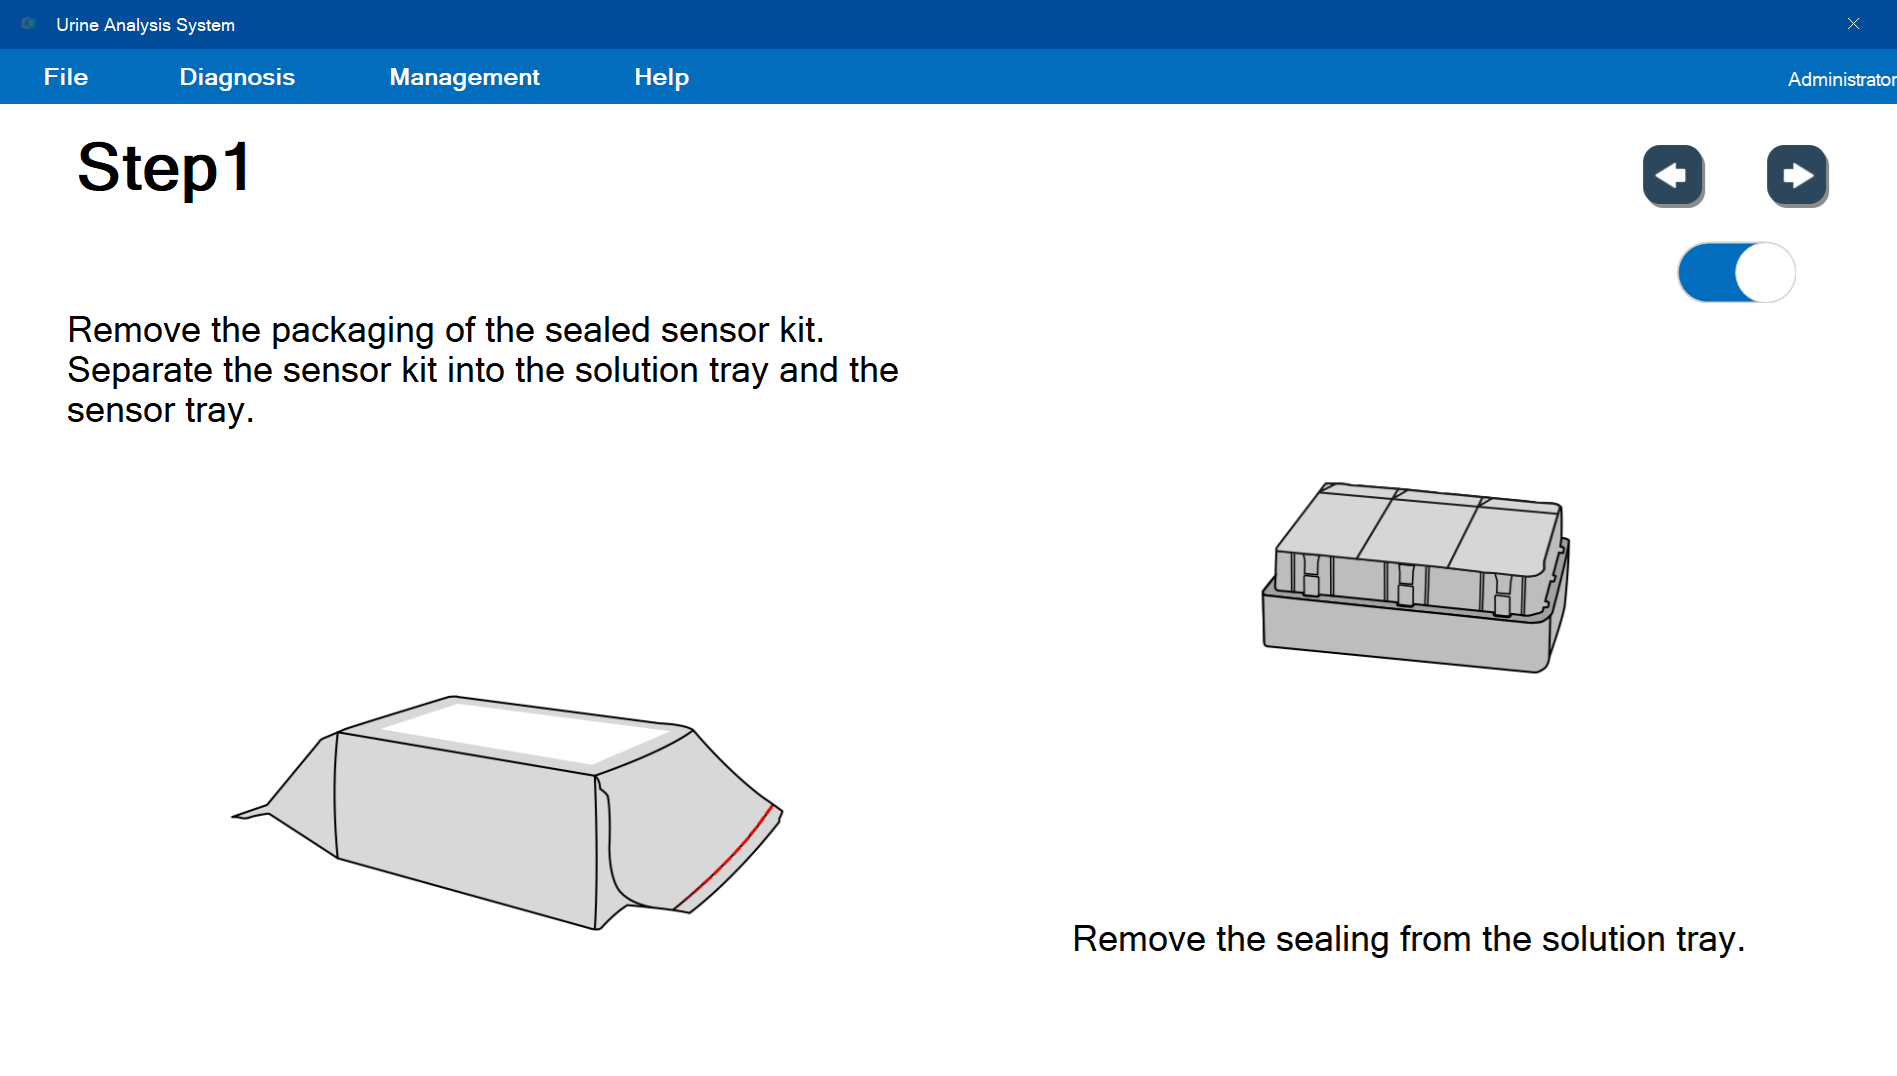 Urine Analysis System
File Diagnosis Management Help Administrator
Step1
Remove the packaging of the sealed sensor kit.
Separate the sensor kit into the solution tray and the
sensor tray.
Remove the sealing from the solution tray.